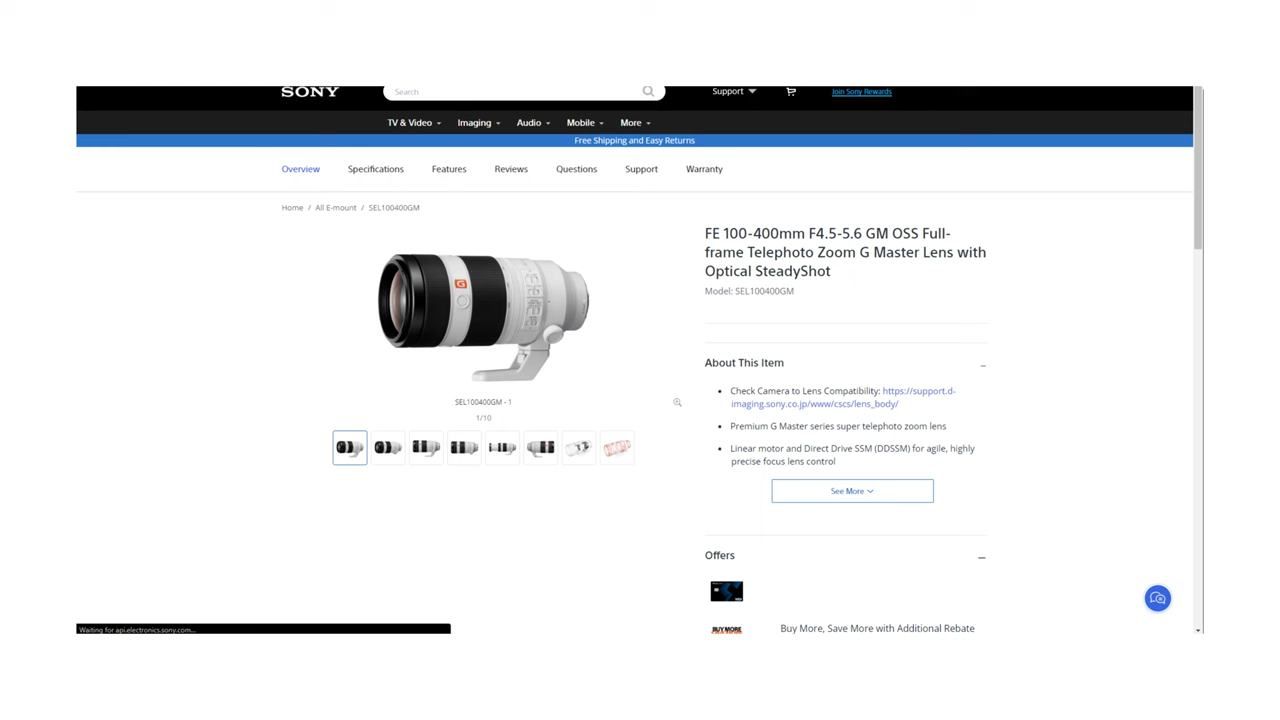 SONY
Search
Support
Join Sony Rewards
TV & Video
Imaging
Audio
Mobile
More
Free Shipping and Easy Returns
Overview
Specifications
Features
Reviews
Questions
Support
Warranty
Home / All E-mount / SEL100400GM
FE 100-400mm F4.5-5.6 GM OSS Full-
frame Telephoto Zoom G Master Lens with
Optical SteadyShot
Model: SEL100400GM
G
SEL100400GM - 1
1/10
About This Item
Check Camera to Lens Compatibility: https://support.d-
imaging.sony.co.jp/www/cscs/lens_body/
Premium G Master series super telephoto zoom lens
Linear motor and Direct Drive SSM (DDSSM) for agile, highly
precise focus lens control
See More
Offers
BUY MORE
Buy More, Save More with Additional Rebate
Waiting for api.electronics.sony.com...